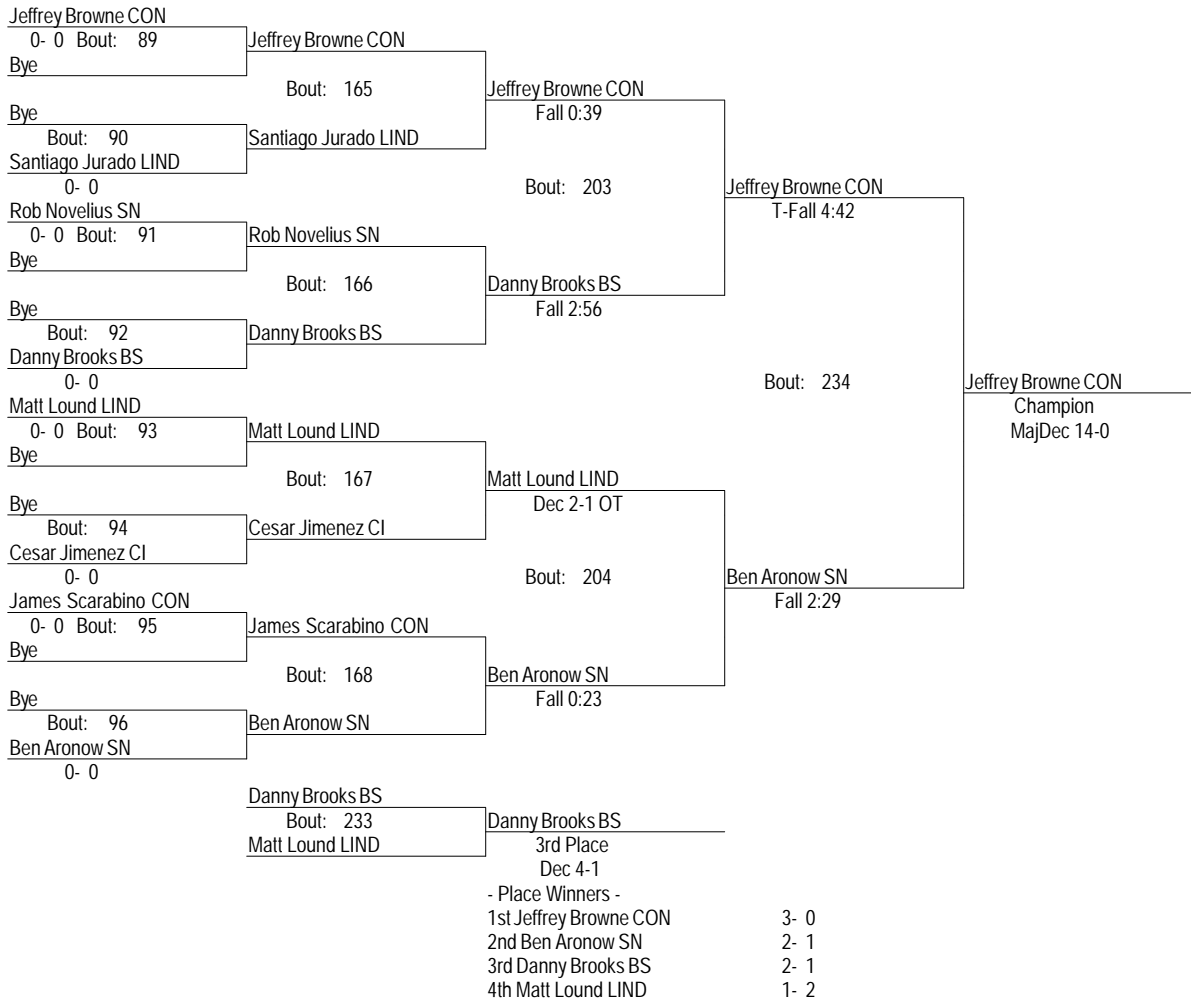 Jeffrey Browne CON
0- 0 Bout: 89
Bye
Bye
Bout: 90
Santiago Jurado LIND
0- 0
Rob Novelius SN
0- 0 Bout: 91
Bye
Bye
Bout: 92
Danny Brooks BS
0- 0
Matt Lound LIND
0- 0 Bout: 93
Bye
Bye
Bout: 94
Cesar Jimenez CI
0- 0
James Scarabino CON
0- 0 Bout: 95
Bye
Bye
Bout: 96
Ben Aronow SN
0- 0
Jeffrey Browne CON
Bout: 165
Santiago Jurado LIND
Rob Novelius SN
Bout: 166
Danny Brooks BS
Matt Lound LIND
Bout: 167
Cesar Jimenez CI
James Scarabino CON
Bout: 168
Ben Aronow SN
Jeffrey Browne CON
Fall 0:39
Bout: 203
Danny Brooks BS
Fall 2:56
Matt Lound LIND
Dec 2-1 OT
Bout: 204
Ben Aronow SN
Fall 0:23
Jeffrey Browne CON
T-Fall 4:42
Bout: 234
Ben Aronow SN
Fall 2:29
Jeffrey Browne CON
Champion
MajDec 14-0
Danny Brooks BS
Bout: 233
Matt Lound LIND
Danny Brooks BS
3rd Place
Dec 4-1
- Place Winners -
1st Jeffrey Browne CON 3- 0
2nd Ben Aronow SN 2- 1
3rd Danny Brooks BS 2- 1
4th Matt Lound LIND 1- 2